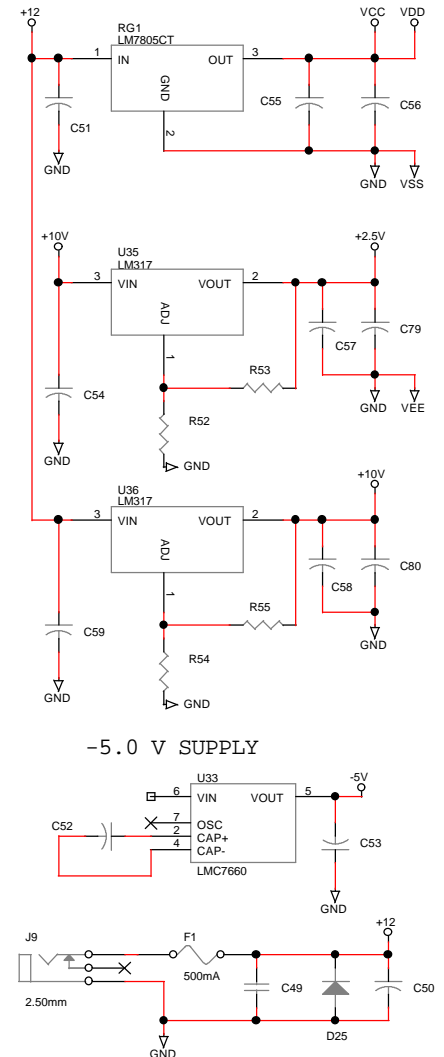 +12
RG1
LM7805CT
VCC VDD
1 IN OUT 3
GND
2
C51 C55 C56
GND
GND VSS
+10V
U35
LM317
+2.5V
3 VIN VOUT 2
ADJ
1
C57 C79
R53
C54
GND VEE
R52
GND
GND
+10V
U36
LM317
3 VIN VOUT 2
ADJ
1
C58 C80
R55
C59
GND
R54
GND
GND
-5.0 V SUPPLY
U33
-5V
6 VIN VOUT 5
7 OSC
2 CAP+
4 CAP-
C52
C53
LMC7660
GND
+12
J9
F1
500mA
C49 C50
2.50mm
D25
GND